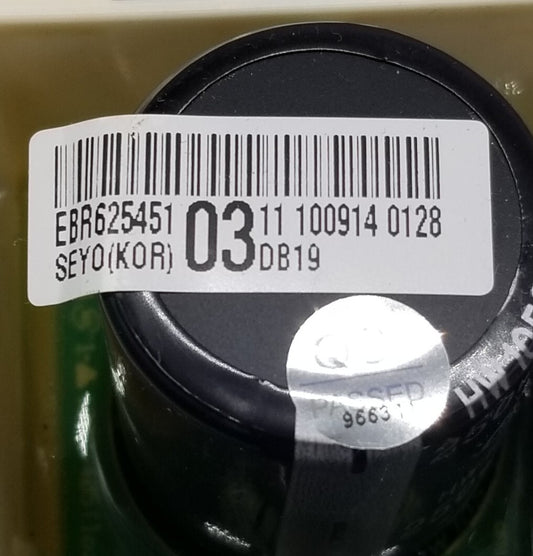 EBR625451 03 11 100914 0128
SEYO(KOR) DB19
QC
PASSED
9663